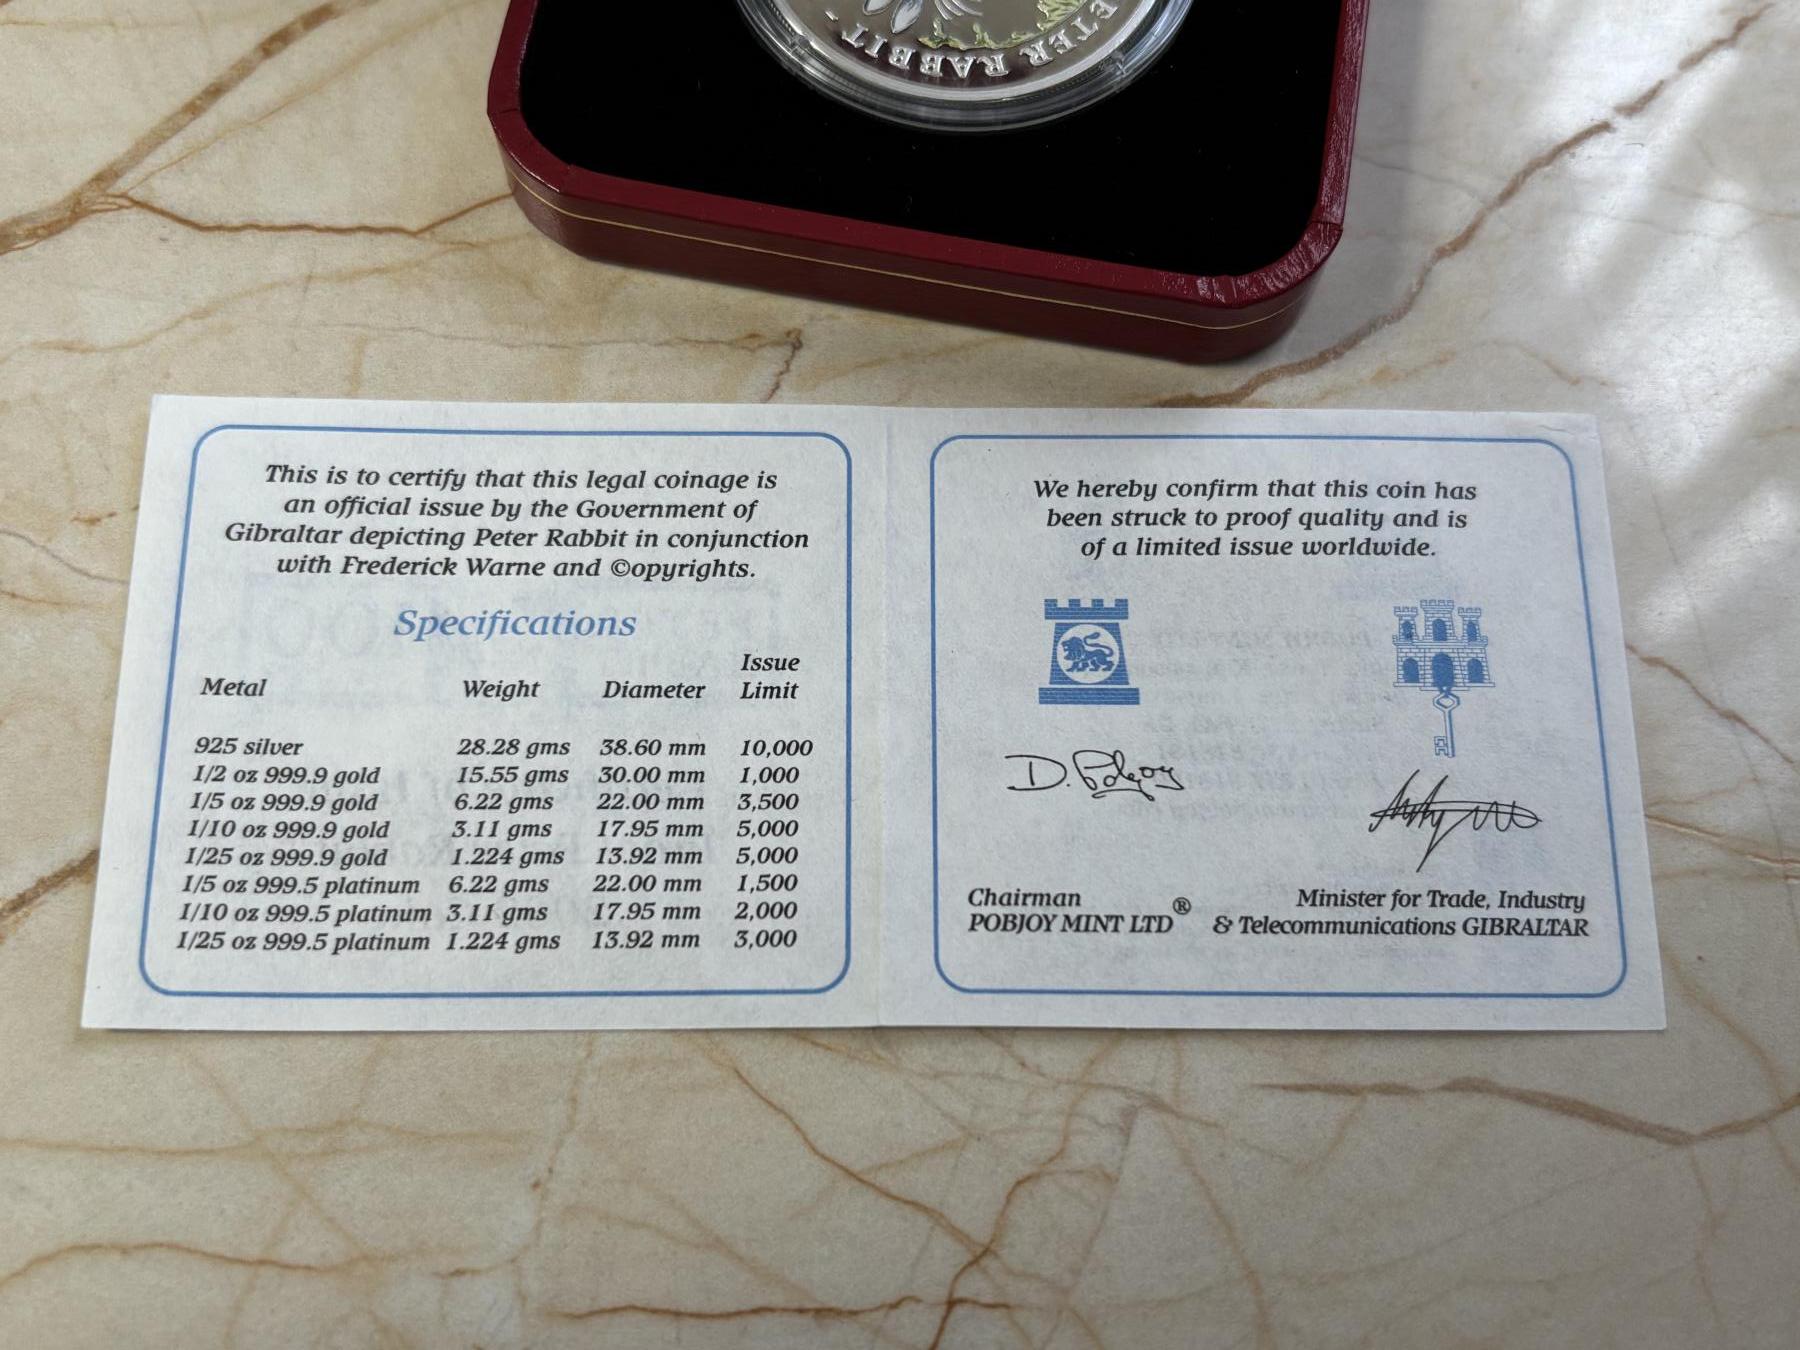 ETER RABBIT -
This is to certify that this legal coinage is
an official issue by the Government of
Gibraltar depicting Peter Rabbit in conjunction
with Frederick Warne and ©opyrights.
Specifications
Metal Weight Diameter Issue Limit
925 silver 28.28 gms 38.60 mm 10,000
1/2 oz 999.9 gold 15.55 gms 30.00 mm 1,000
1/5 oz 999.9 gold 6.22 gms 22.00 mm 3,500
1/10 oz 999.9 gold 3.11 gms 17.95 mm 5,000
1/25 oz 999.9 gold 1.224 gms 13.92 mm 5,000
1/5 oz 999.5 platinum 6.22 gms 22.00 mm 1,500
1/10 oz 999.5 platinum 3.11 gms 17.95 mm 2,000
1/25 oz 999.5 platinum 1.224 gms 13.92 mm 3,000
We hereby confirm that this coin has
been struck to proof quality and is
of a limited issue worldwide.
D. Pobjoy
Chairman
POBJOY MINT LTD®
Minister for Trade, Industry
& Telecommunications GIBRALTAR